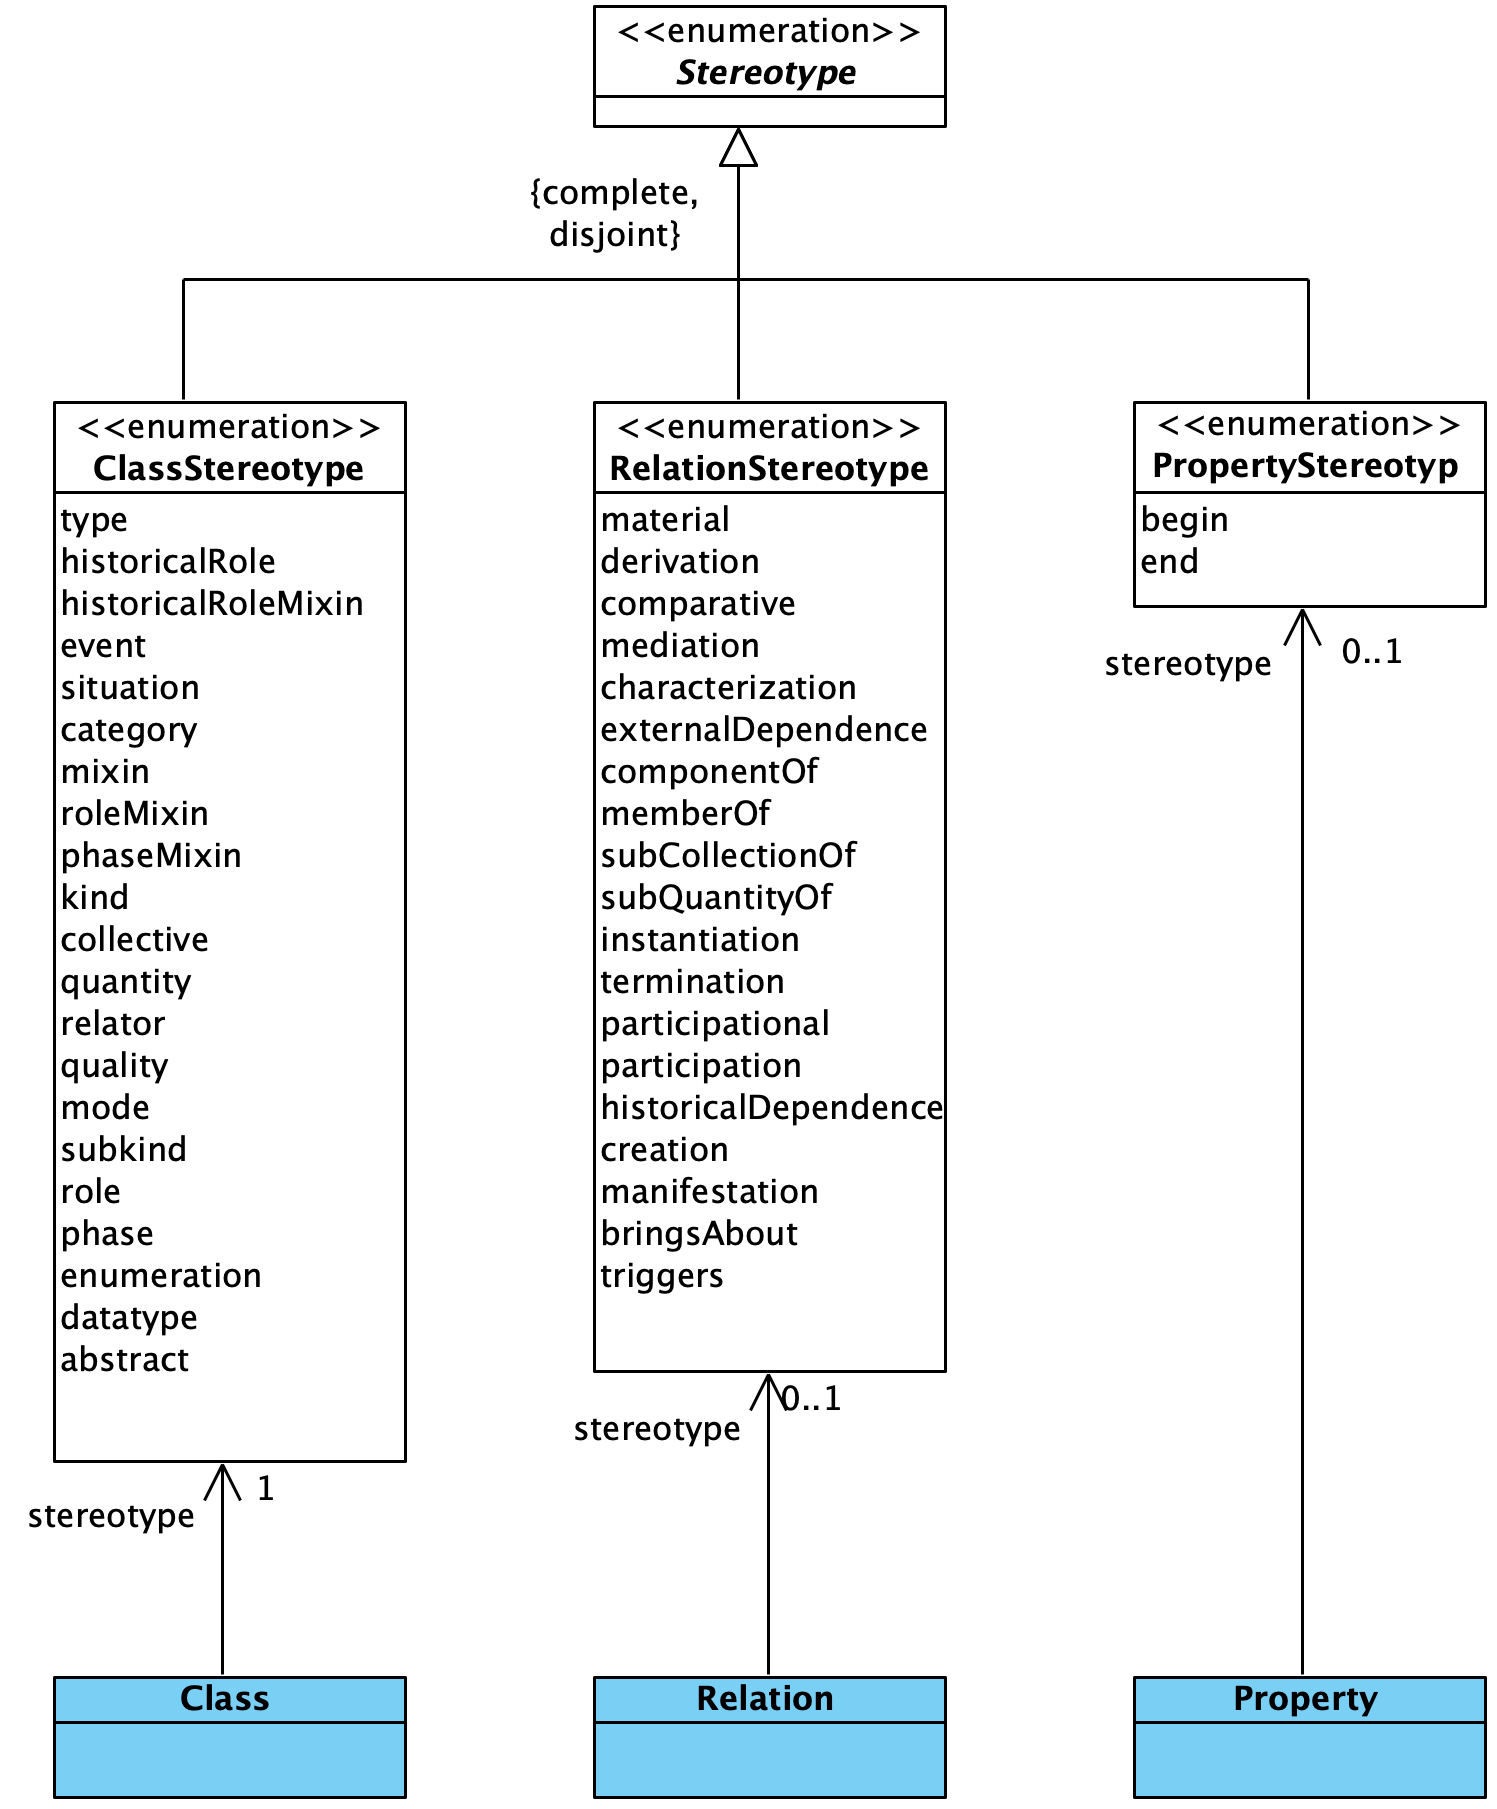 <<enumeration>>
Stereotype
{complete,
disjoint}
<<enumeration>>
ClassStereotype
type
historicalRole
historicalRoleMixin
event
situation
category
mixin
roleMixin
phaseMixin
kind
collective
quantity
relator
quality
mode
subkind
role
phase
enumeration
datatype
abstract
<<enumeration>>
RelationStereotype
material
derivation
comparative
mediation
characterization
externalDependence
componentOf
memberOf
subCollectionOf
subQuantityOf
instantiation
termination
participational
participation
historicalDependence
creation
manifestation
bringsAbout
triggers
<<enumeration>>
PropertyStereotyp
begin
end
stereotype
0..1
stereotype
0..1
stereotype
1
Class
Relation
Property